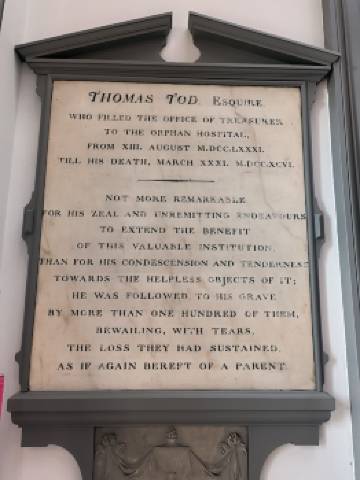 THOMAS TOD, ESQUIRE
WHO FILLED THE OFFICE OF TREASURER
TO THE ORPHAN HOSPITAL,
FROM XIII. AUGUST M.DCC.LXXXI.
TILL HIS DEATH, MARCH XXXI. M.DCC.XCVI.
NOT MORE REMARKABLE
FOR HIS ZEAL AND UNREMITTING ENDEAVOURS
TO EXTEND THE BENEFIT
OF THIS VALUABLE INSTITUTION,
THAN FOR HIS CONDESCENSION AND TENDERNESS
TOWARDS THE HELPLESS OBJECTS OF IT;
HE WAS FOLLOWED TO HIS GRAVE
BY MORE THAN ONE HUNDRED OF THEM,
BEWAILING, WITH TEARS,
THE LOSS THEY HAD SUSTAINED,
AS IF AGAIN BEREFT OF A PARENT.